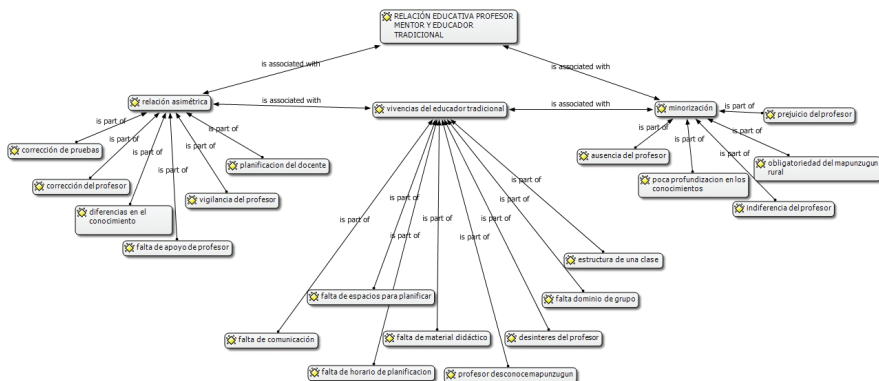 RELACIÓN EDUCATIVA PROFESOR
MENTOR Y EDUCADOR
TRADICIONAL
is associated with
is associated with
relación asimétrica
is associated with
vivencias del educador tradicional
is associated with
minorización
is part of
prejuicio del profesor
is part of
is part of
is part of
is part of
is part of
is part of
corrección de pruebas
planificacion del docente
corrección del profesor
vigilancia del profesor
diferencias en el
conocimiento
falta de apoyo de profesor
is part of
is part of
is part of
ausencia del profesor
obligatoriedad del mapunzugun
rural
poca profundizacion en los
conocimientos
indiferencia del profesor
is part of
is part of
is part of
is part of
is part of
is part of
is part of
is part of
estructura de una clase
falta de espacios para planificar
falta dominio de grupo
falta de comunicación
falta de material didáctico
desinteres del profesor
falta de horario de planificacion
profesor desconocemapunzugun